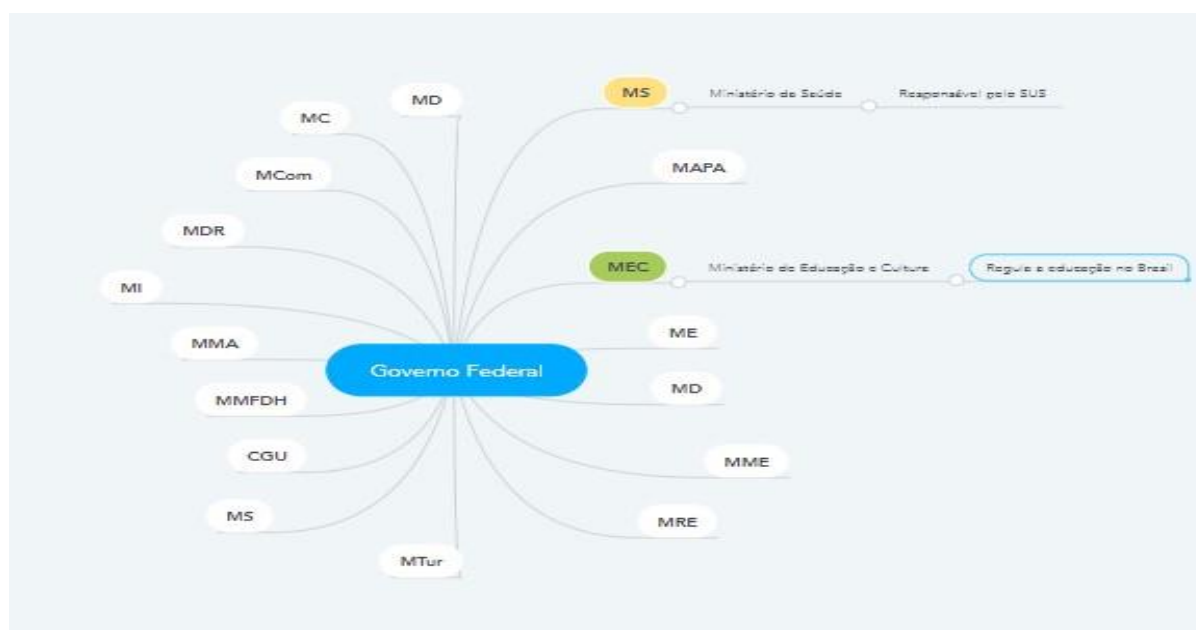 MD
MS
Ministério da Saúde
Responsável pelo SUS
MC
MAPA
MCom
MDR
MEC
Ministério da Educação e Cultura
Regula a educação no Brasil
MI
ME
MMA
Governo Federal
MD
MMFDH
CGU
MME
MS
MRE
MTur